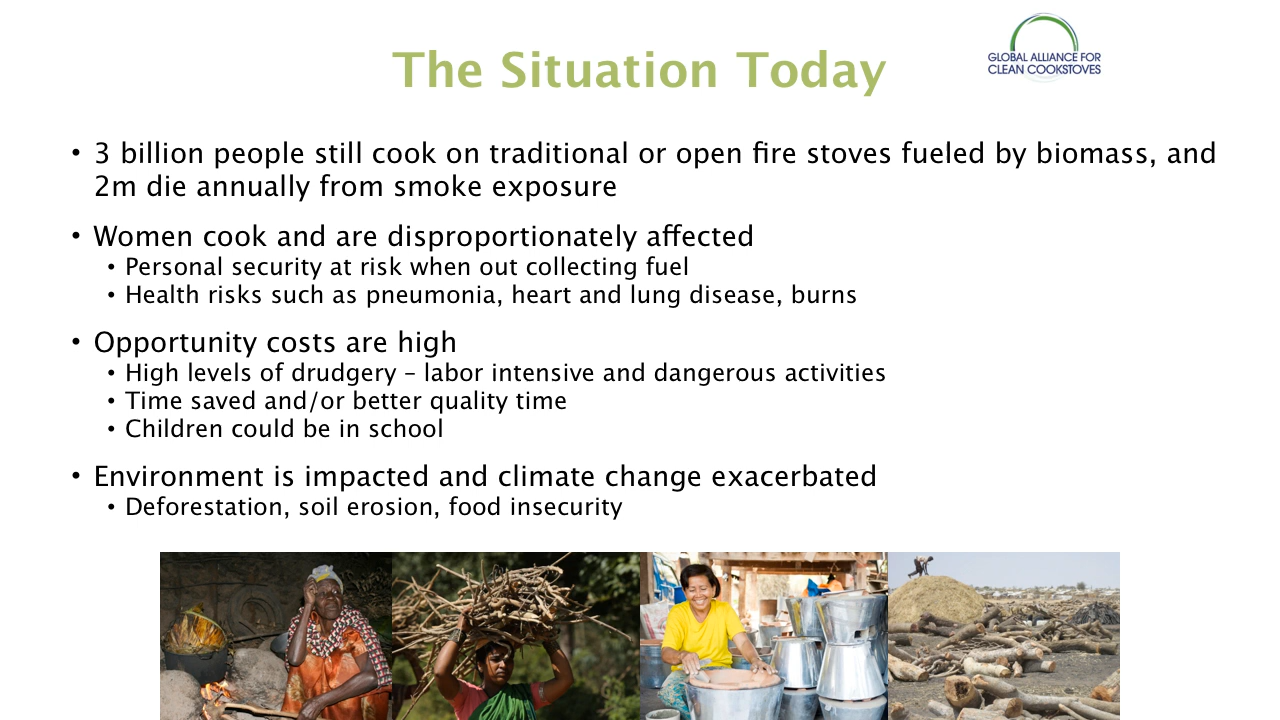 The Situation Today
GLOBAL ALLIANCE FOR
CLEAN COOKSTOVES
• 3 billion people still cook on traditional or open fire stoves fueled by biomass, and
2m die annually from smoke exposure
• Women cook and are disproportionately affected
• Personal security at risk when out collecting fuel
• Health risks such as pneumonia, heart and lung disease, burns
• Opportunity costs are high
• High levels of drudgery – labor intensive and dangerous activities
• Time saved and/or better quality time
• Children could be in school
• Environment is impacted and climate change exacerbated
• Deforestation, soil erosion, food insecurity